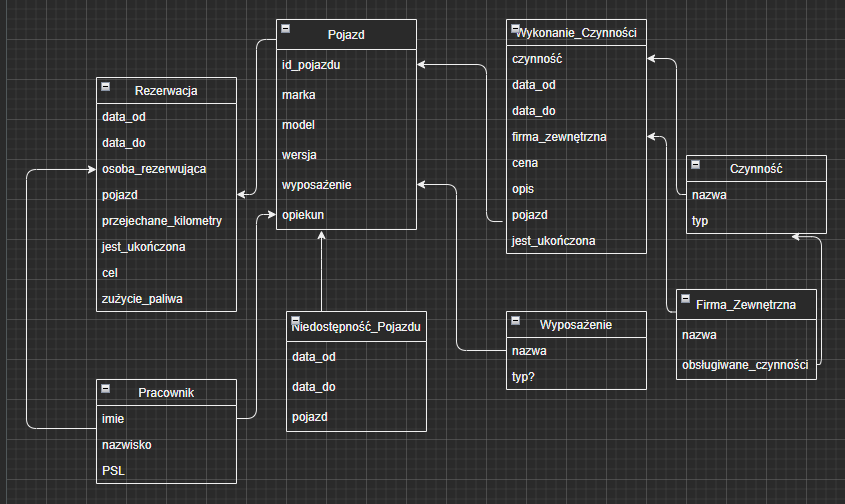 Pojazd
id_pojazdu
marka
model
wersja
wyposażenie
opiekun
Wykonanie_Czynności
czynność
data_od
data_do
firma_zewnętrzna
cena
opis
pojazd
jest_ukończona
Rezerwacja
data_od
data_do
osoba_rezerwująca
pojazd
przejechane_kilometry
jest_ukończona
cel
zużycie_paliwa
Czynność
nazwa
typ
Firma_Zewnętrzna
nazwa
obsługiwane_czynności
Niedostępność_Pojazdu
data_od
data_do
pojazd
Wyposażenie
nazwa
typ?
Pracownik
imie
nazwisko
PSL